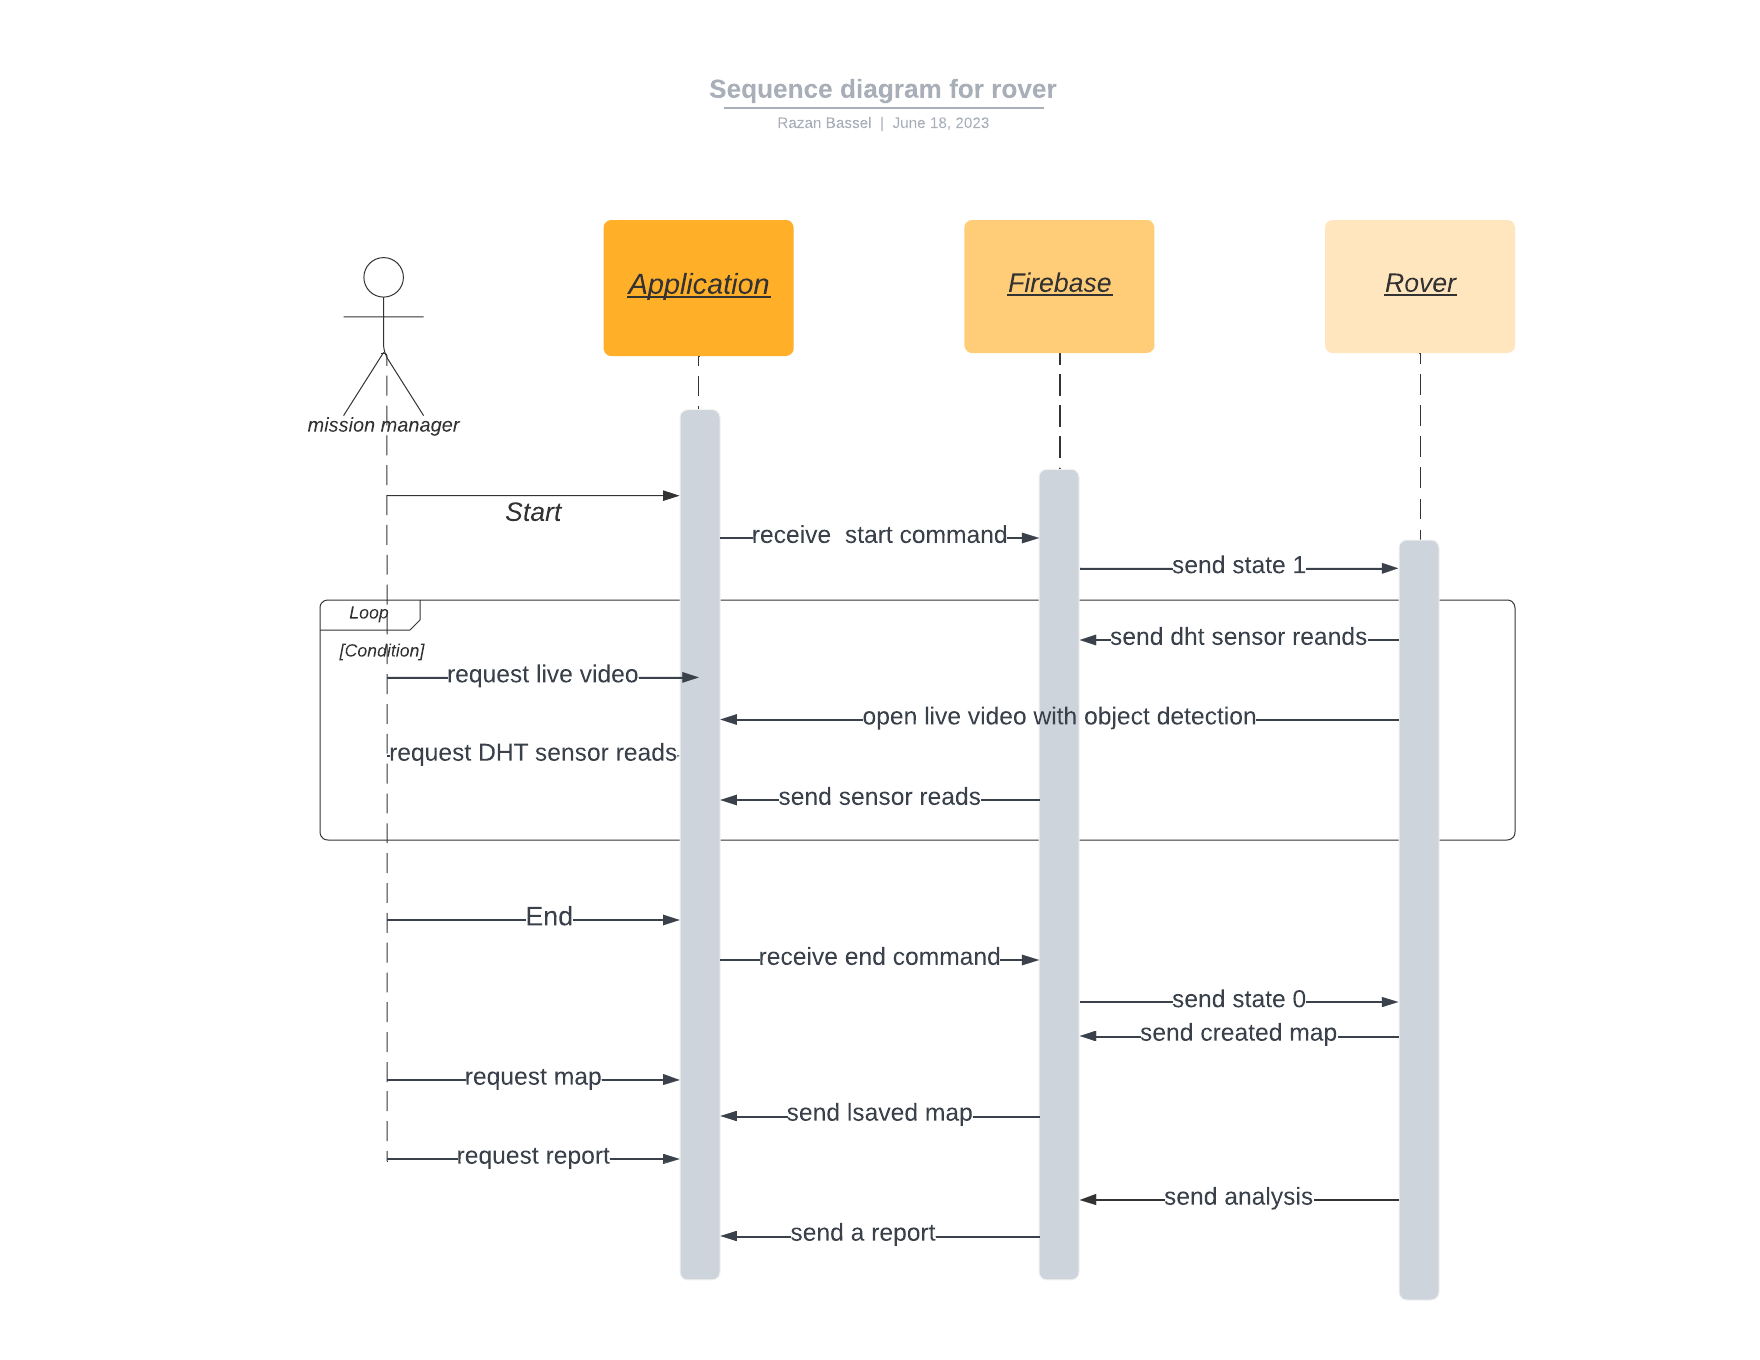 Sequence diagram for rover
Razan Bassel | June 18, 2023
Application
Firebase
Rover
mission manager
Start
receive  start command
send state 1
Loop
send dht sensor reands
[Condition]
request live video
open live video with object detection
request DHT sensor reads
send sensor reads
End
receive end command
send state 0
send created map
request map
send lsaved map
request report
send analysis
send a report